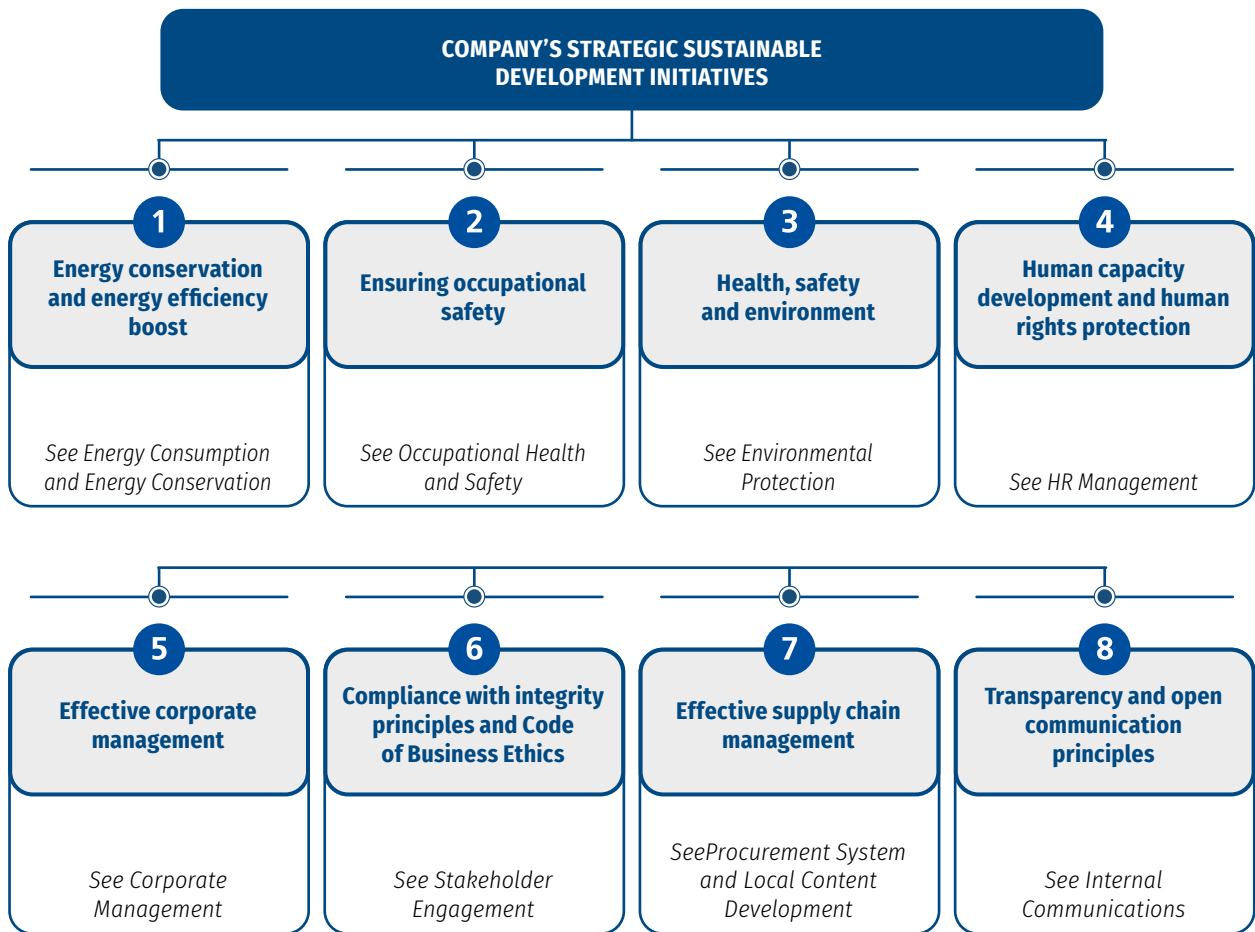 COMPANY’S STRATEGIC SUSTAINABLE
DEVELOPMENT INITIATIVES
1
Energy conservation
and energy efficiency
boost
See Energy Consumption
and Energy Conservation
2
Ensuring occupational
safety
See Occupational Health
and Safety
3
Health, safety
and environment
See Environmental
Protection
4
Human capacity
development and human
rights protection
See HR Management
5
Effective corporate
management
See Corporate
Management
6
Compliance with integrity
principles and Code
of Business Ethics
See Stakeholder
Engagement
7
Effective supply chain
management
SeeProcurement System
and Local Content
Development
8
Transparency and open
communication
principles
See Internal
Communications